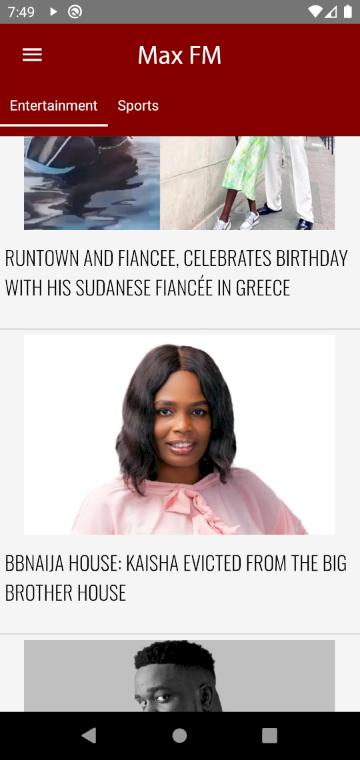 7:49
Max FM
Entertainment Sports
RUNTOWN AND FIANCEE, CELEBRATES BIRTHDAY
WITH HIS SUDANESE FIANCÉE IN GREECE
BBNAIJA HOUSE: KAISHA EVICTED FROM THE BIG
BROTHER HOUSE